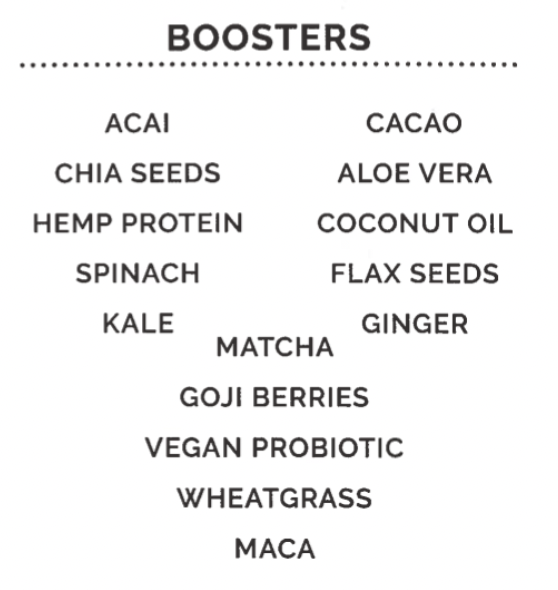 BOOSTERS
ACAI
CHIA SEEDS
HEMP PROTEIN
SPINACH
KALE
CACAO
ALOE VERA
COCONUT OIL
FLAX SEEDS
GINGER
MATCHA
GOJI BERRIES
VEGAN PROBIOTIC
WHEATGRASS
MACA